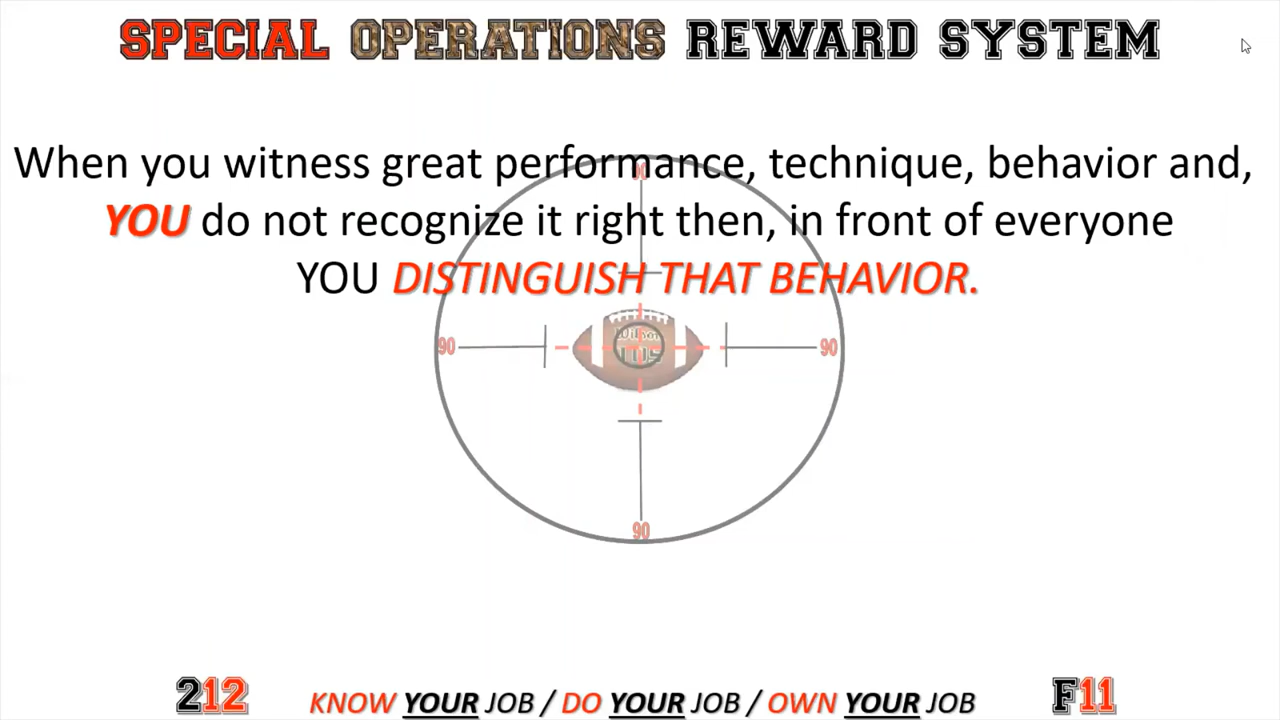 SPECIAL OPERATIONS REWARD SYSTEM
When you witness great performance, technique, behavior and,
YOU do not recognize it right then, in front of everyone
YOU DISTINGUISH THAT BEHAVIOR.
90
90
90
90
212
KNOW YOUR JOB / DO YOUR JOB / OWN YOUR JOB
F11